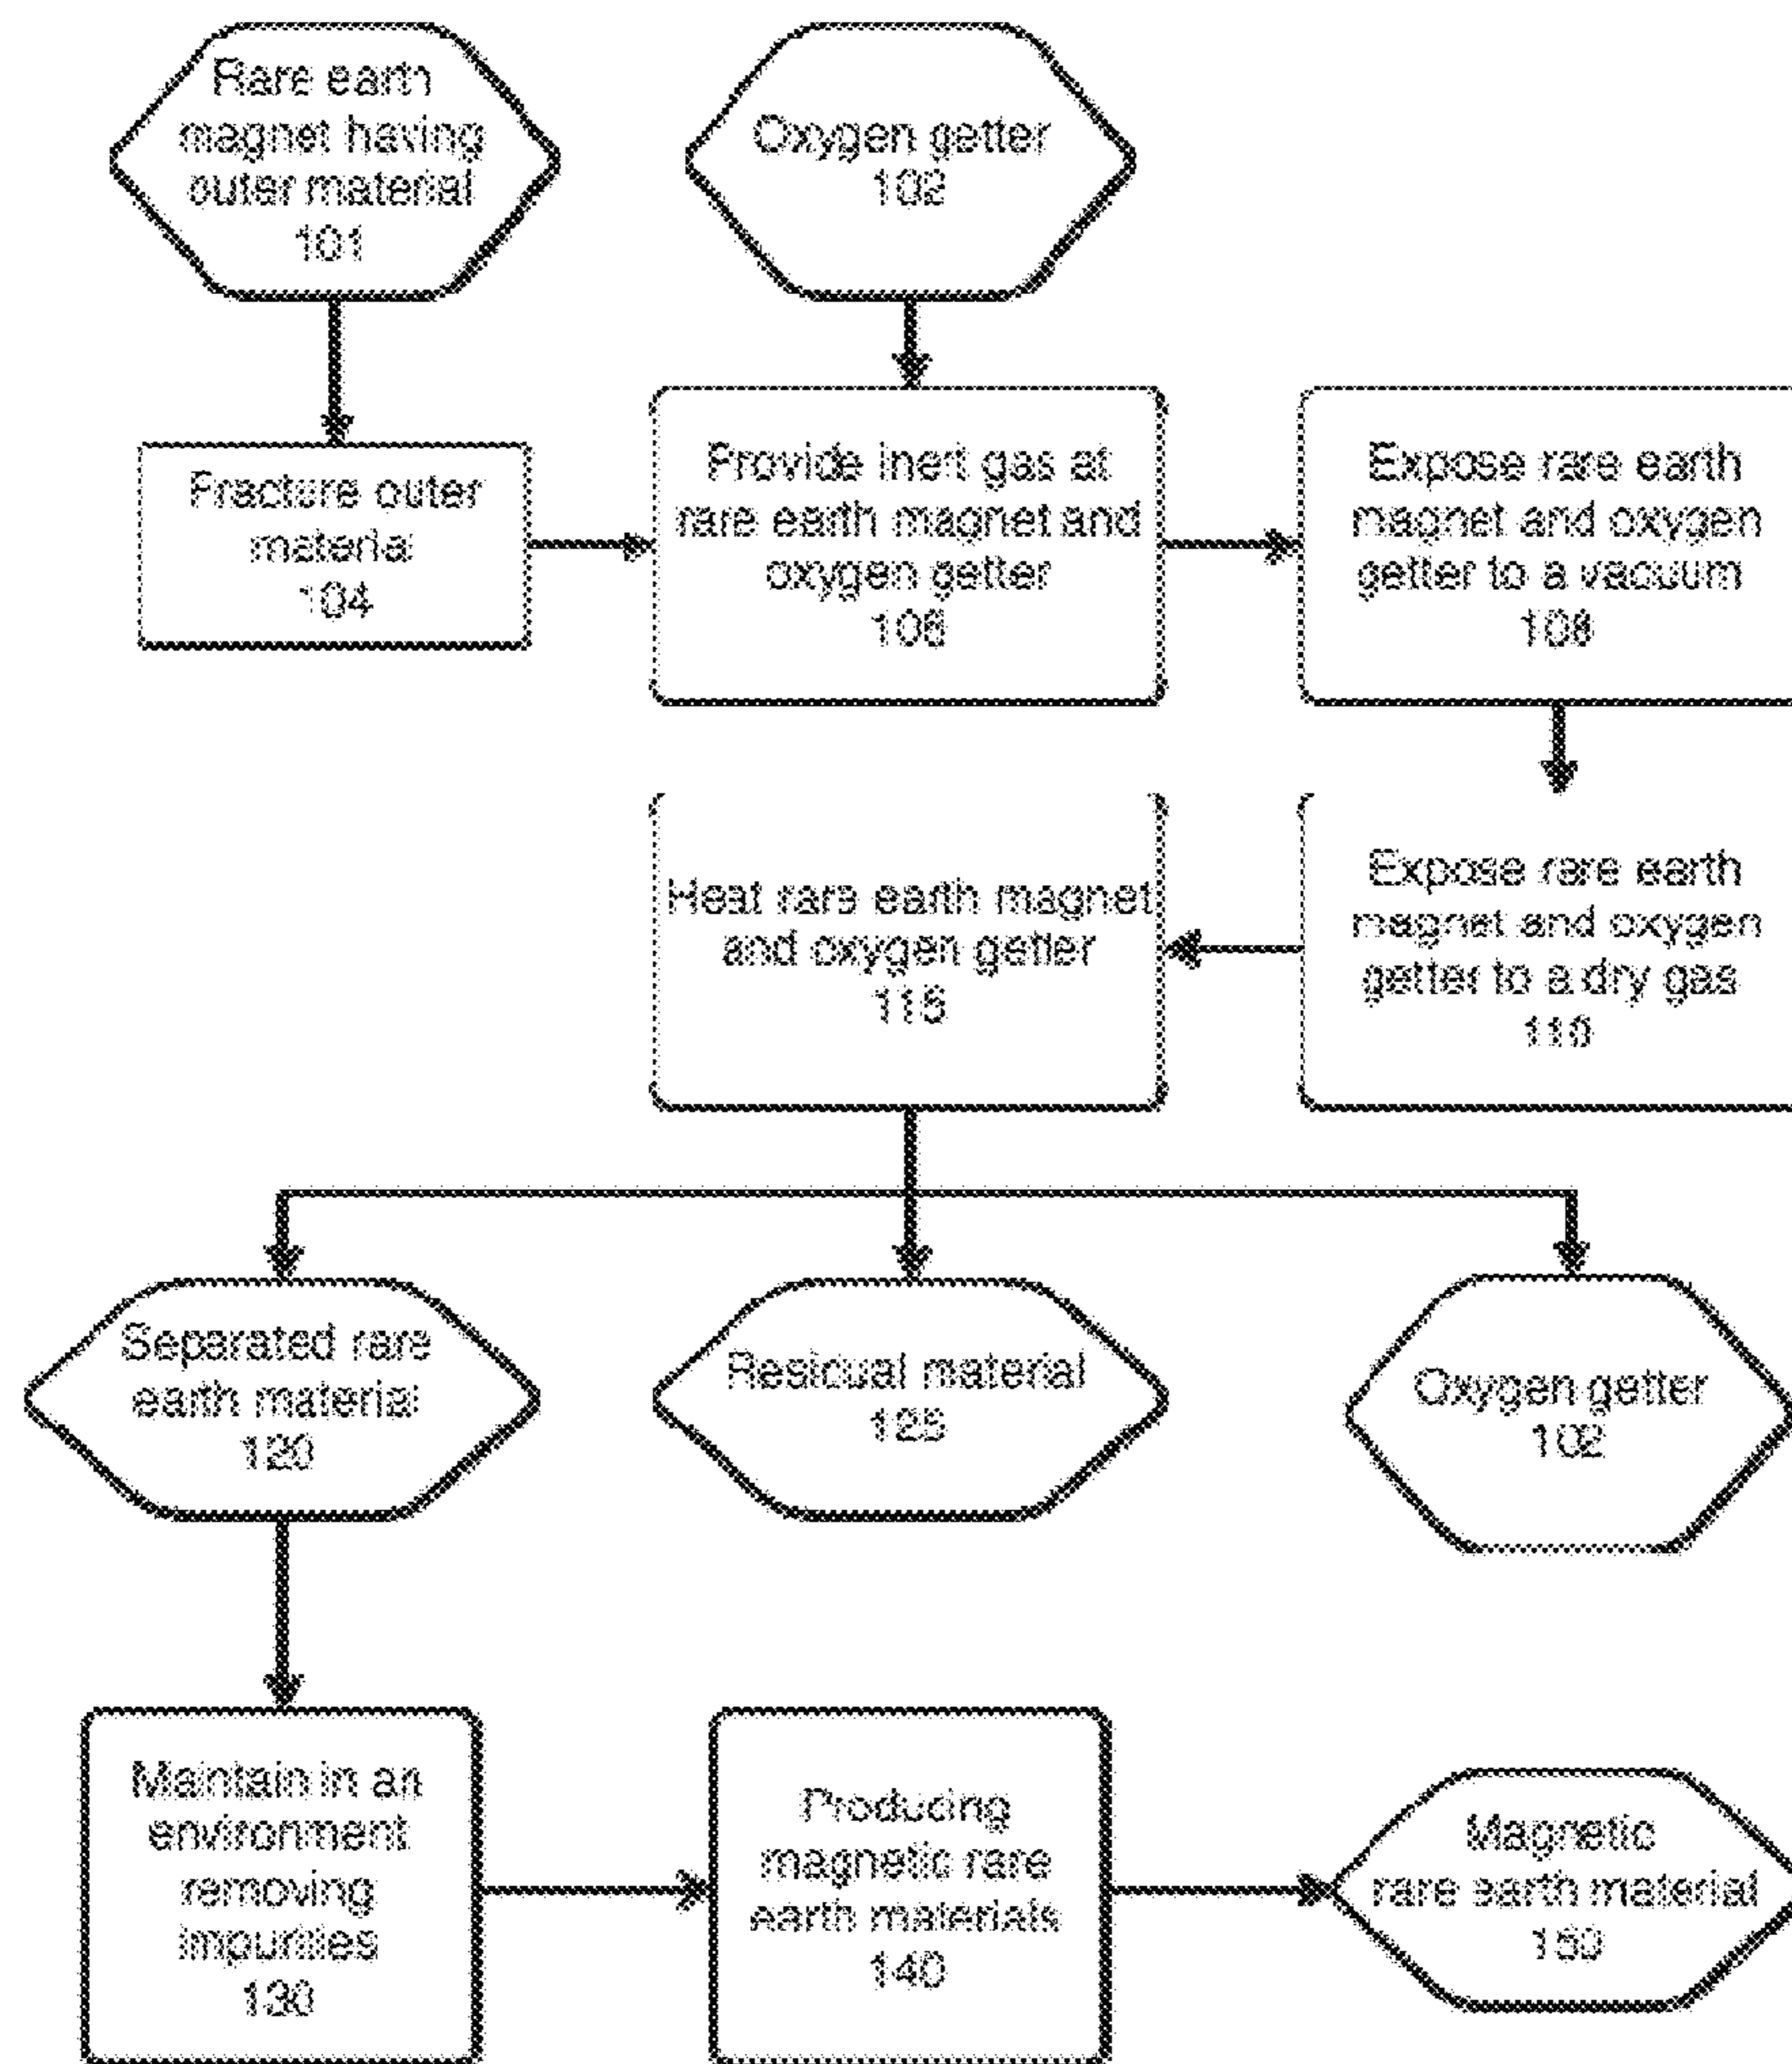 Rare earth
magnet having
outer material
101
Oxygen getter
102
Fracture outer
material
104
Provide inert gas at
rare earth magnet and
oxygen getter
106
Expose rare earth
magnet and oxygen
getter to a vacuum
108
Expose rare earth
magnet and oxygen
getter to a dry gas
110
Heat rare earth magnet
and oxygen getter
115
Separated rare
earth material
120
Residual material
125
Oxygen getter
102
Maintain in an
environment
removing
impurities
130
Producing
magnetic rare
earth materials
140
Magnetic
rare earth material
150